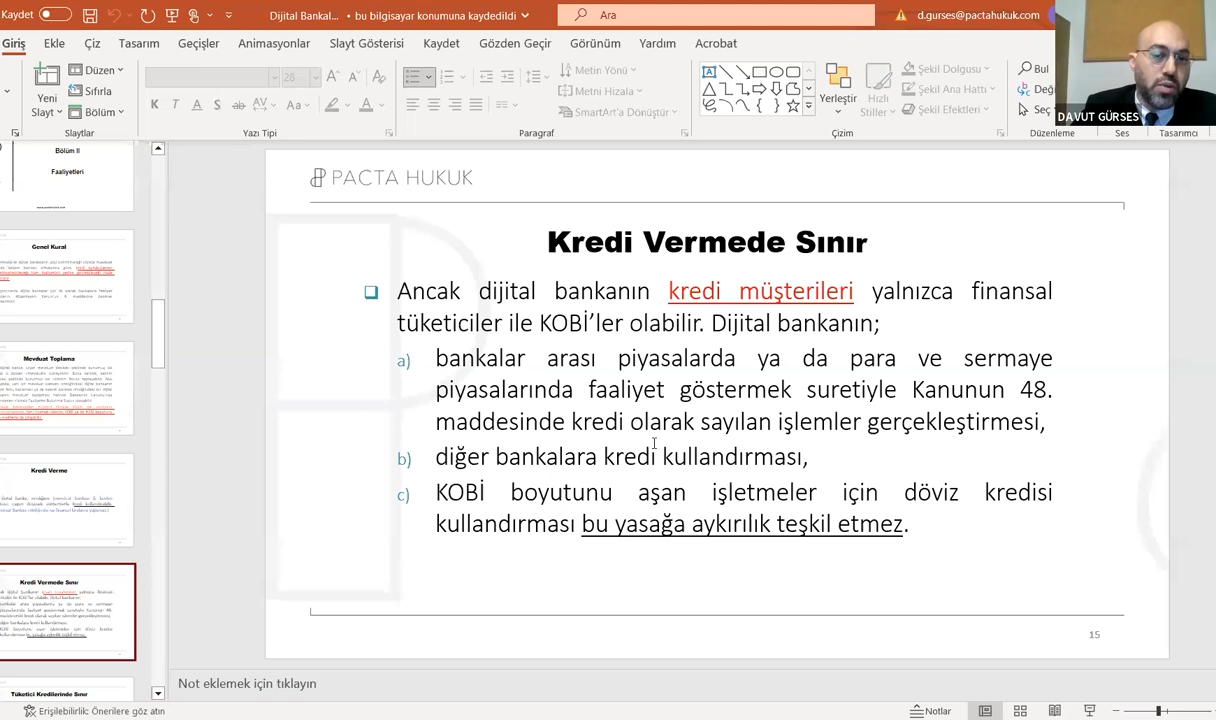 Kaydet
Dijital Bankal... • bu bilgisayar konumuna kaydedildi
Ara
d.gurses@pactahukuk.com
Giriş Ekle Çiz Tasarım Geçişler Animasyonlar Slayt Gösterisi Kaydet Gözden Geçir Görünüm Yardım Acrobat
Yeni
Slayt
Düzen
Sıfırla
Bölüm
Slaytlar
28
K T A S ab AV Aa A
Yazı Tipi
Metin Yönü
Metni Hizala
SmartArt'a Dönüştür
Paragraf
Yerleştir
Hızlı
Stiller
Şekil Dolgusu
Şekil Ana Hattı
Şekil Efektleri
Çizim
Bul
Deği
Seç
Düzenleme
Ses
Tasarımcı
DAVUT GÜRSES
Bölüm II
Faaliyetleri
Genel Kural
Mevduat Toplama
Kredi Verme
Kredi Vermede Sınır
Tüketici Kredilerinde Sınır
PACTA HUKUK
Kredi Vermede Sınır
Ancak dijital bankanın kredi müşterileri yalnızca finansal
tüketiciler ile KOBİ'ler olabilir. Dijital bankanın;
a) bankalar arası piyasalarda ya da para ve sermaye
piyasalarında faaliyet göstermek suretiyle Kanunun 48.
maddesinde kredi olarak sayılan işlemler gerçekleştirmesi,
b) diğer bankalara kredi kullandırması,
c) KOBİ boyutunu aşan işletmeler için döviz kredisi
kullandırması bu yasağa aykırılık teşkil etmez.
15
Not eklemek için tıklayın
Erişilebilirlik: Önerilere göz atın
Notlar